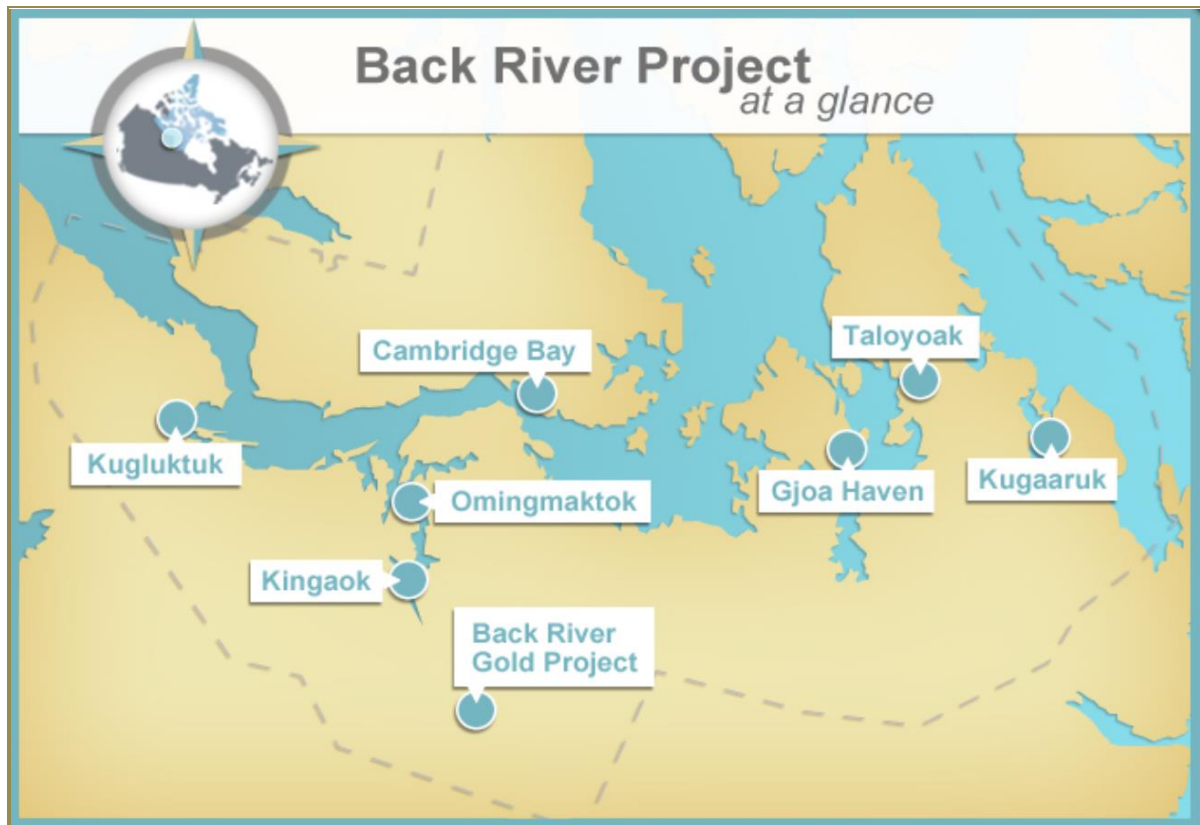 Back River Project
at a glance
Taloyoak
Cambridge Bay
Kugluktuk
Kugaaruk
Gjoa Haven
Omingmaktok
Kingaok
Back River
Gold Project